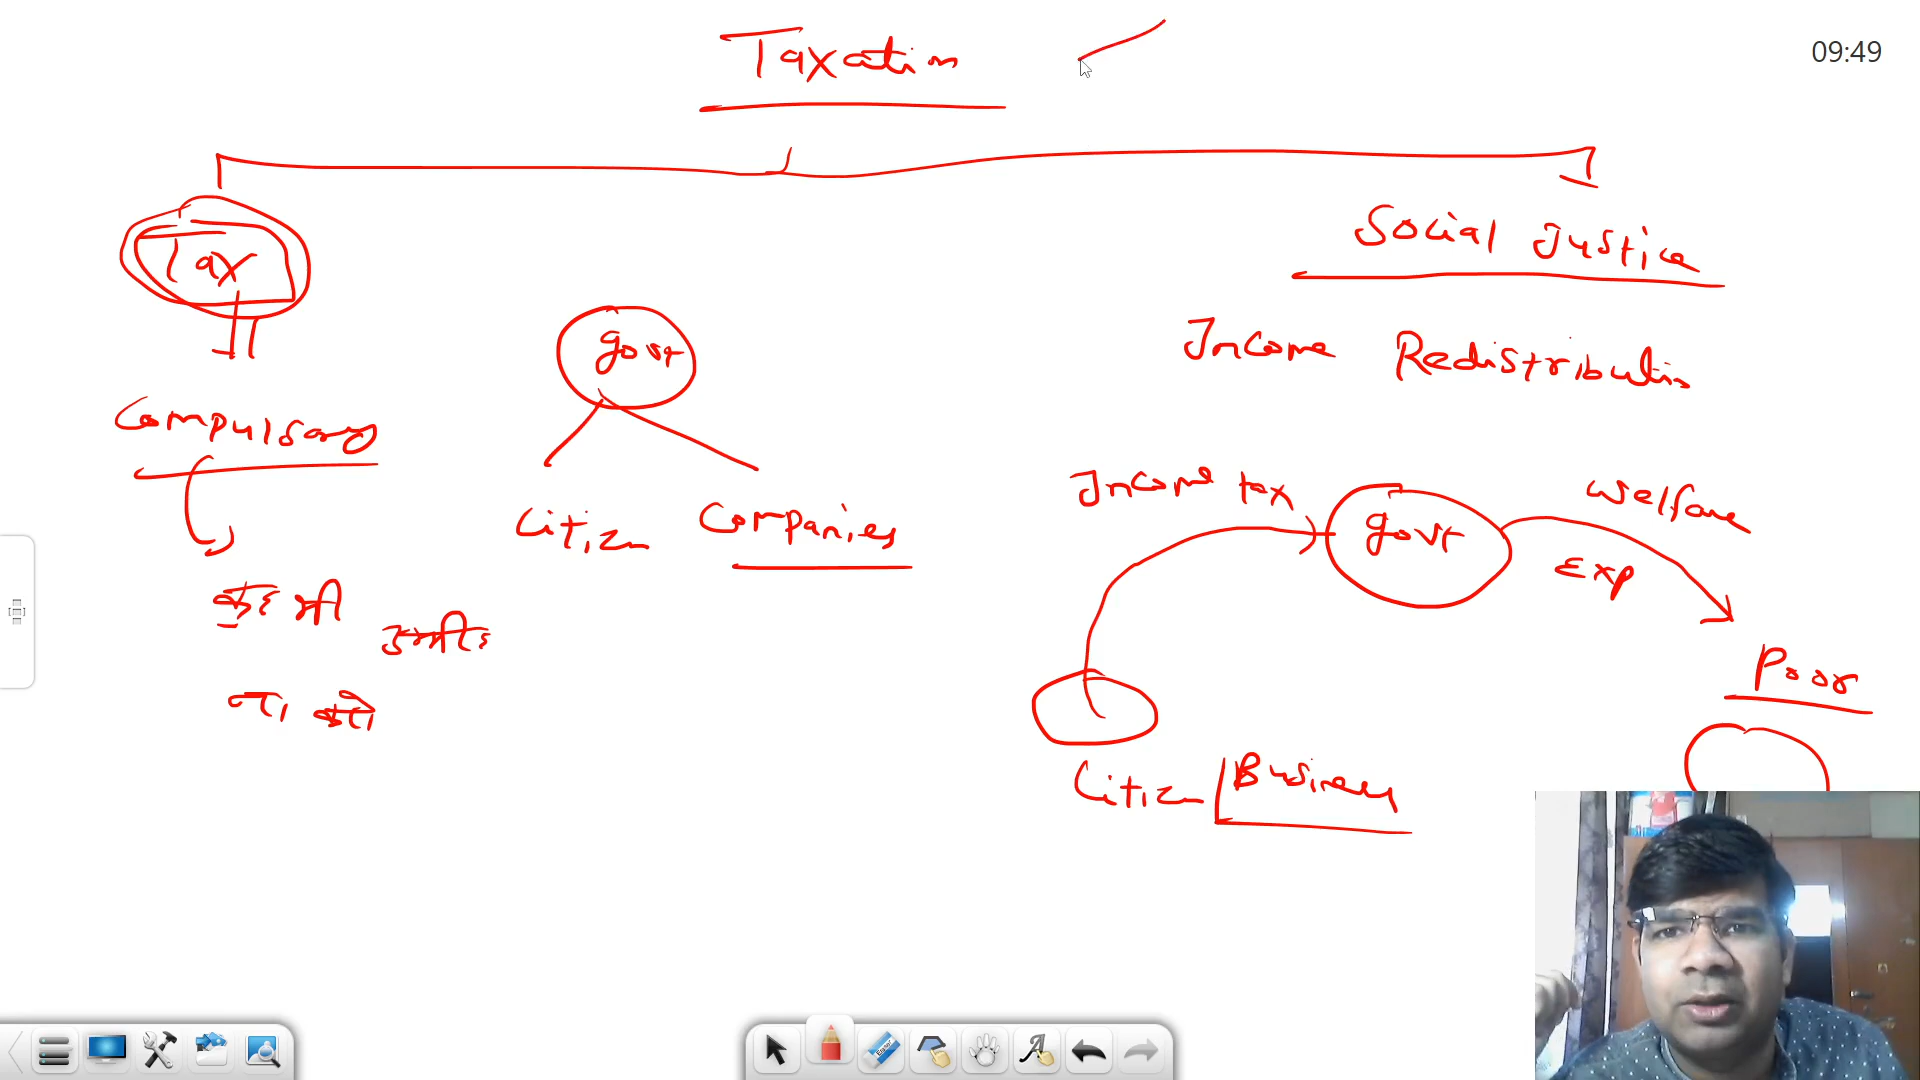 Taxation
09:49
Tax
Social Justice
govt
Income Redistribution
Compulsory
Citizen Companies
Income tax govt Welfare
Exp
Poor
Citizen Business